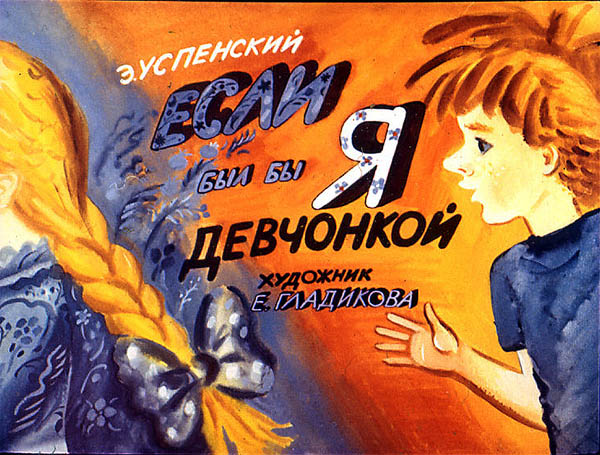 Э.УСПЕНСКИЙ
ЕСЛИ
БЫЛ БЫ Я
ДЕВЧОНКОЙ
ХУДОЖНИК
Е. ГЛАДИКОВА